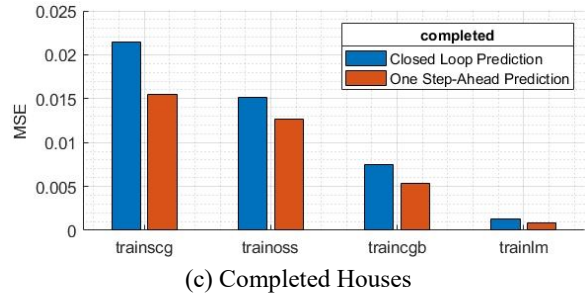 0.025
0.02
0.015
0.01
0.005
0
MSE
completed
Closed Loop Prediction
One Step-Ahead Prediction
trainscg trainoss traincgb trainlm
(c) Completed Houses